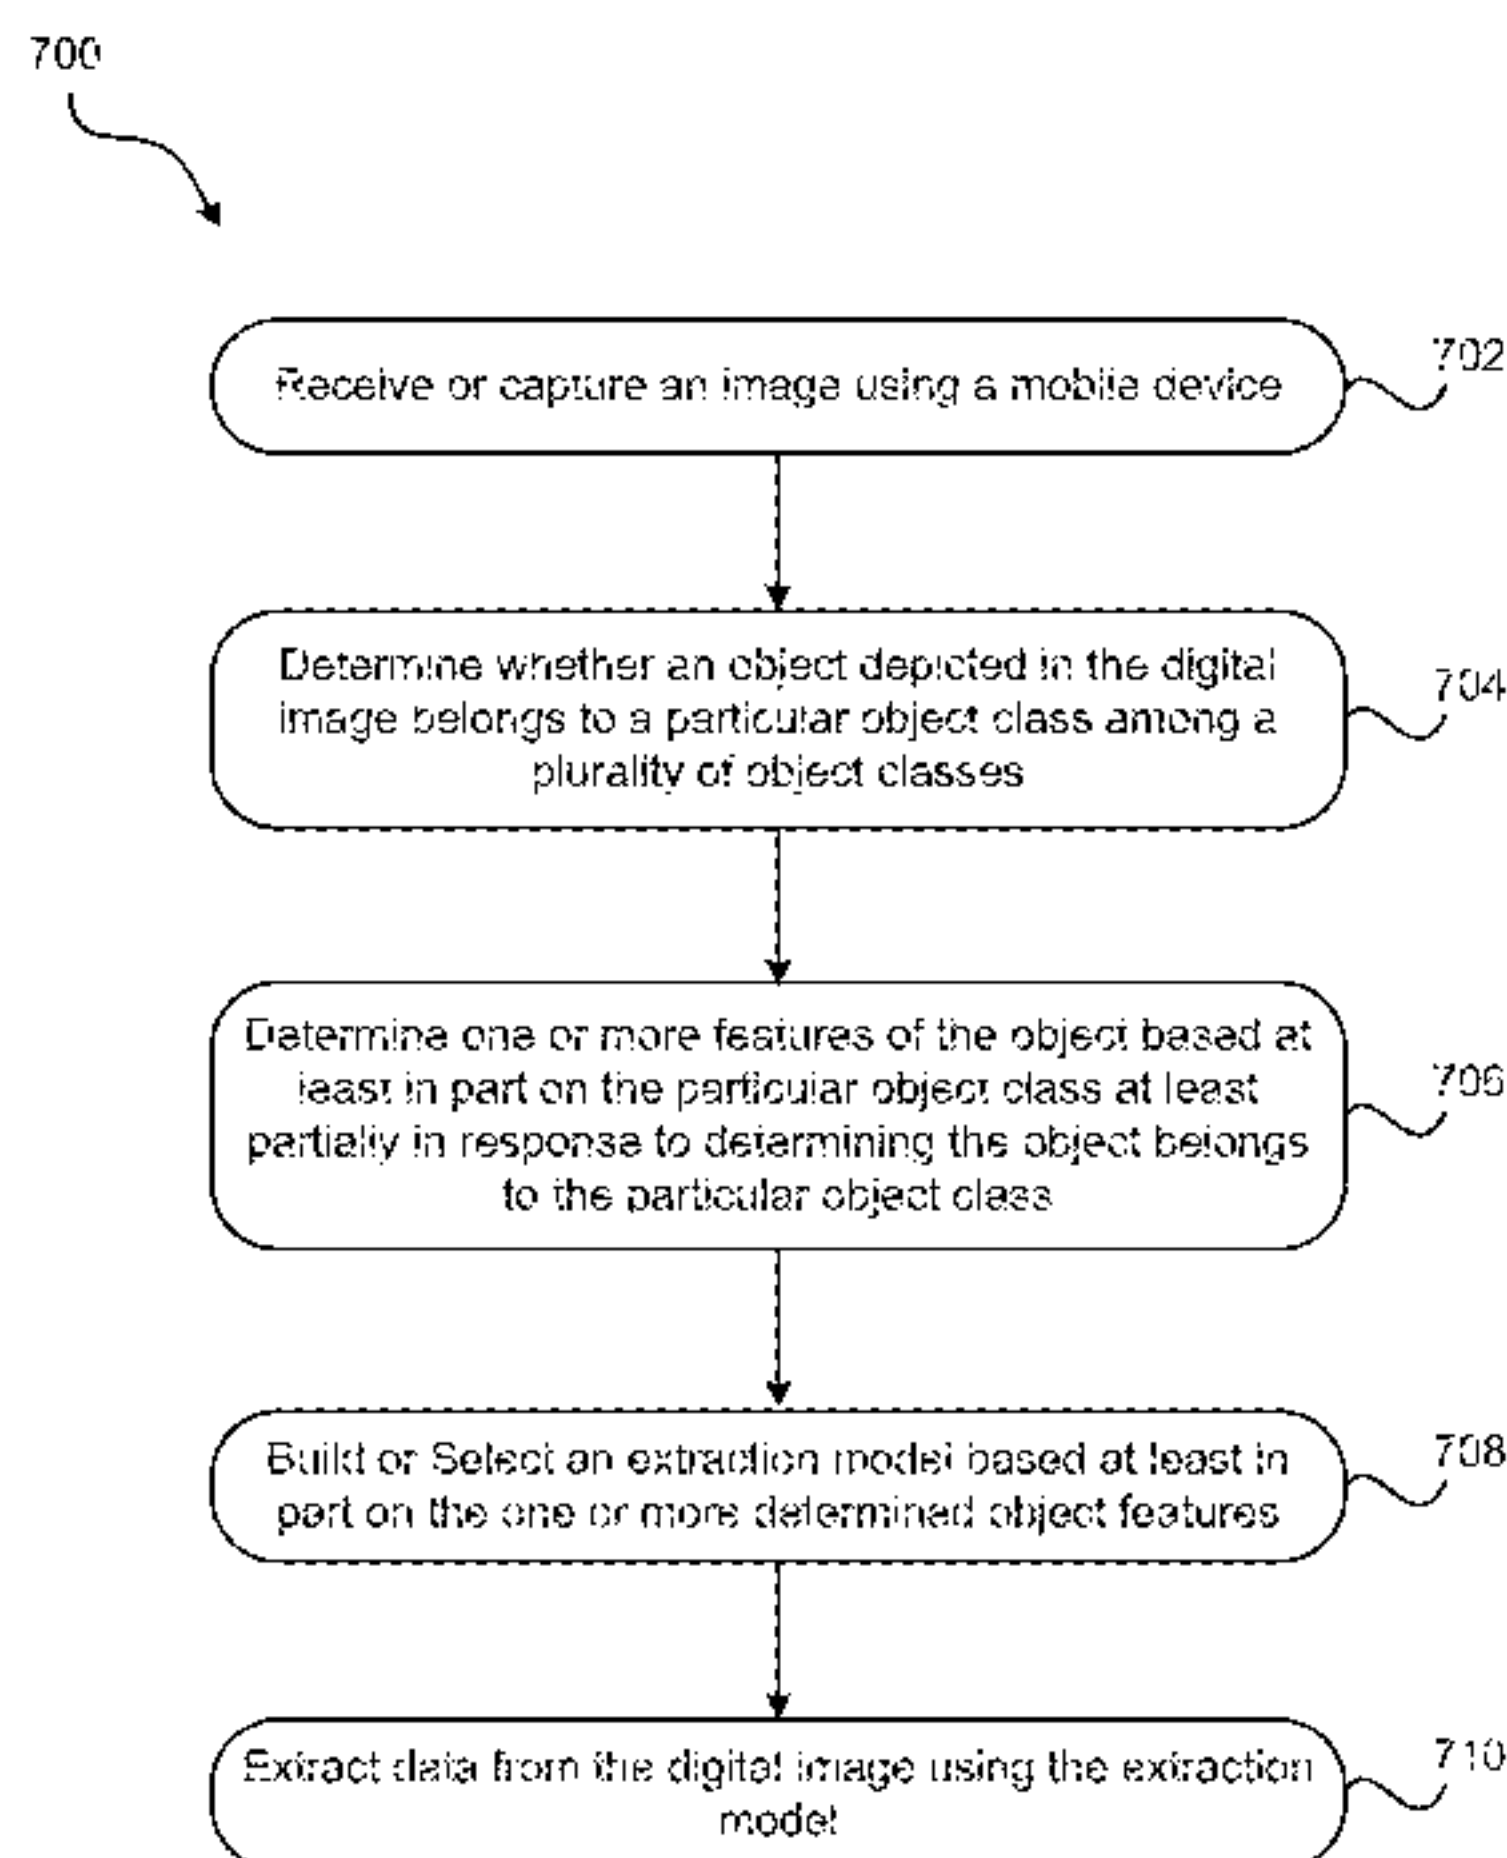 700
Receive or capture an image using a mobile device
702
Determine whether an object depicted in the digital
image belongs to a particular object class among a
plurality of object classes
704
Determine one or more features of the object based at
least in part on the particular object class at least
partially in response to determining the object belongs
to the particular object class
706
Build or Select an extraction model based at least in
part on the one or more determined object features
708
Extract data from the digital image using the extraction
model
710